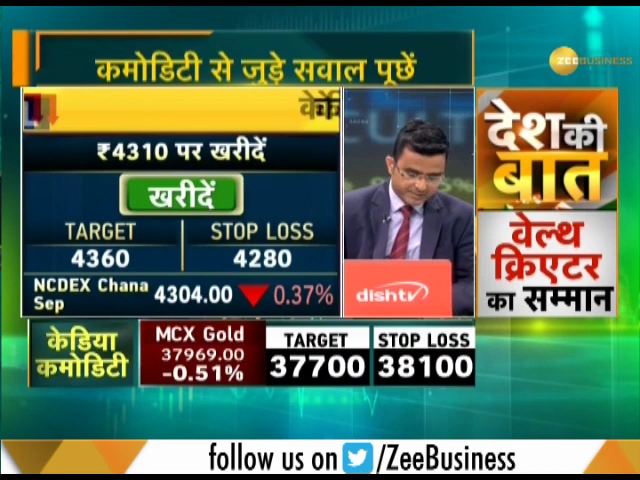 कमोडिटी से जुड़े सवाल पूछें
ZEEBUSINESS
₹4310 पर खरीदें
खरीदें
TARGET
STOP LOSS
4360
4280
NCDEX Chana Sep
4304.00
0.37%
dishtv
देश की
बात
वेल्थ
क्रिएटर
का सम्मान
केडिया
कमोडिटी
MCX Gold
37969.00
-0.51%
TARGET
STOP LOSS
37700
38100
follow us on /ZeeBusiness